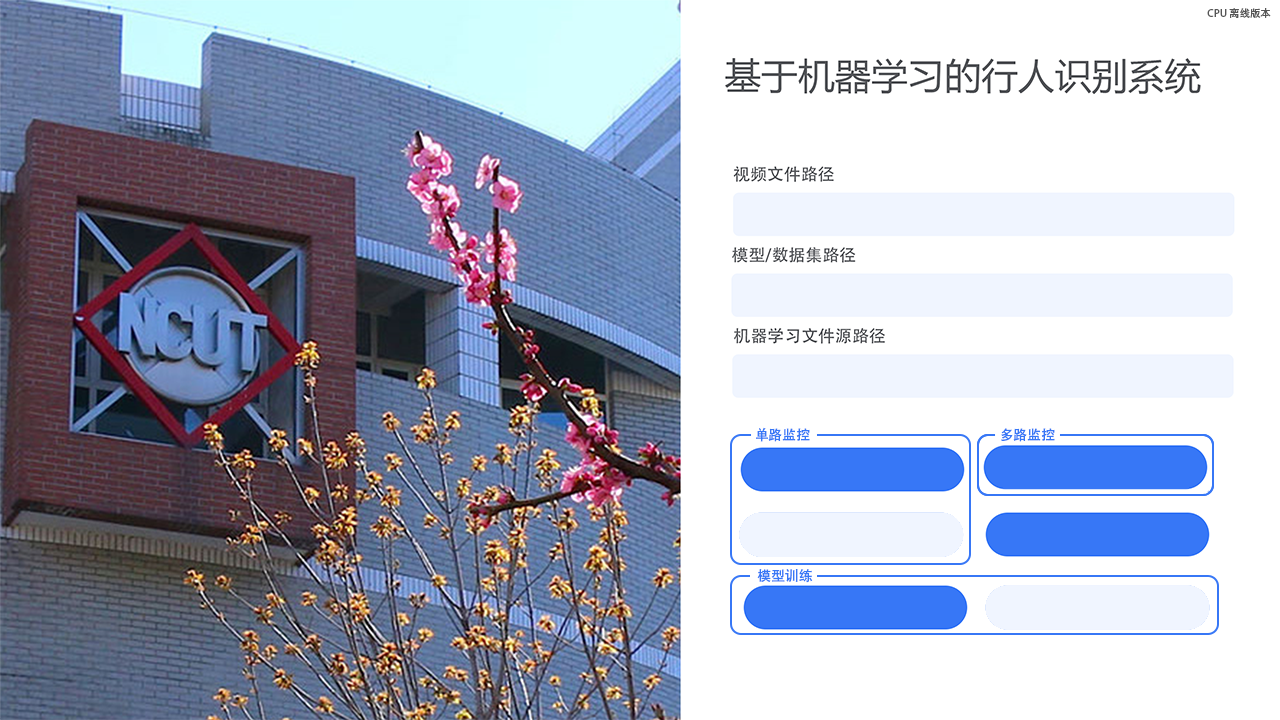 CPU 离线版本
基于机器学习的行人识别系统
NCUT
视频文件路径
模型/数据集路径
机器学习文件源路径
单路监控
多路监控
模型训练